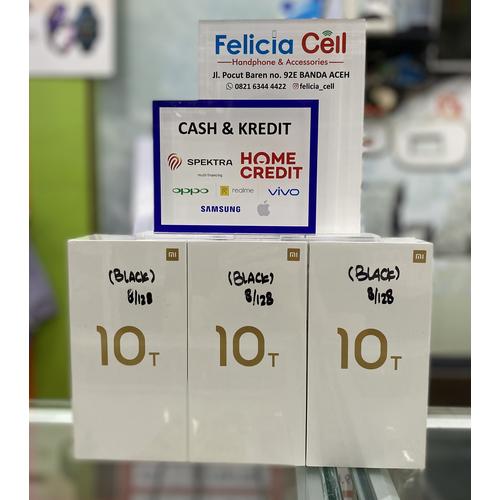 Felicia Cell
Handphone & Accessories
Jl. Pocut Baren no. 92E BANDA ACEH
0821 6344 4422 felicia_cell
CASH & KREDIT
SPEKTRA
multi financing
HOME
CREDIT
oppo realme vivo
SAMSUNG
MI
(BLACK)
8/128
10T
MI
(BLACK)
8/128
10T
MI
(BLACK)
8/128
10T